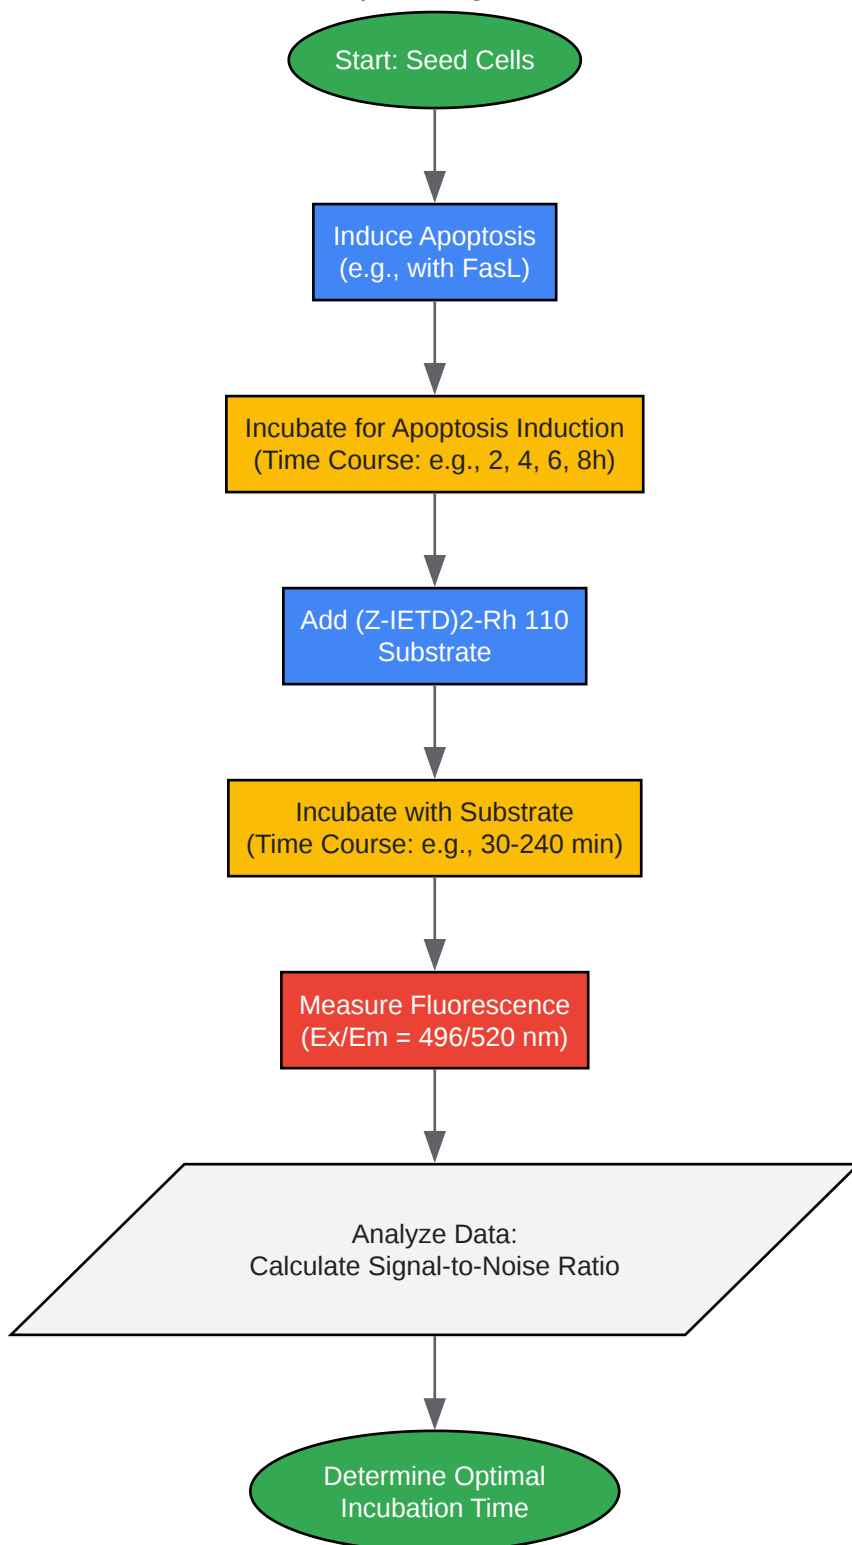 Start: Seed Cells
Induce Apoptosis
(e.g., with FasL)
Incubate for Apoptosis Induction
(Time Course: e.g., 2, 4, 6, 8h)
Add (Z-IETD)2-Rh 110
Substrate
Incubate with Substrate
(Time Course: e.g., 30-240 min)
Measure Fluorescence
(Ex/Em = 496/520 nm)
Analyze Data:
Calculate Signal-to-Noise Ratio
Determine Optimal
Incubation Time